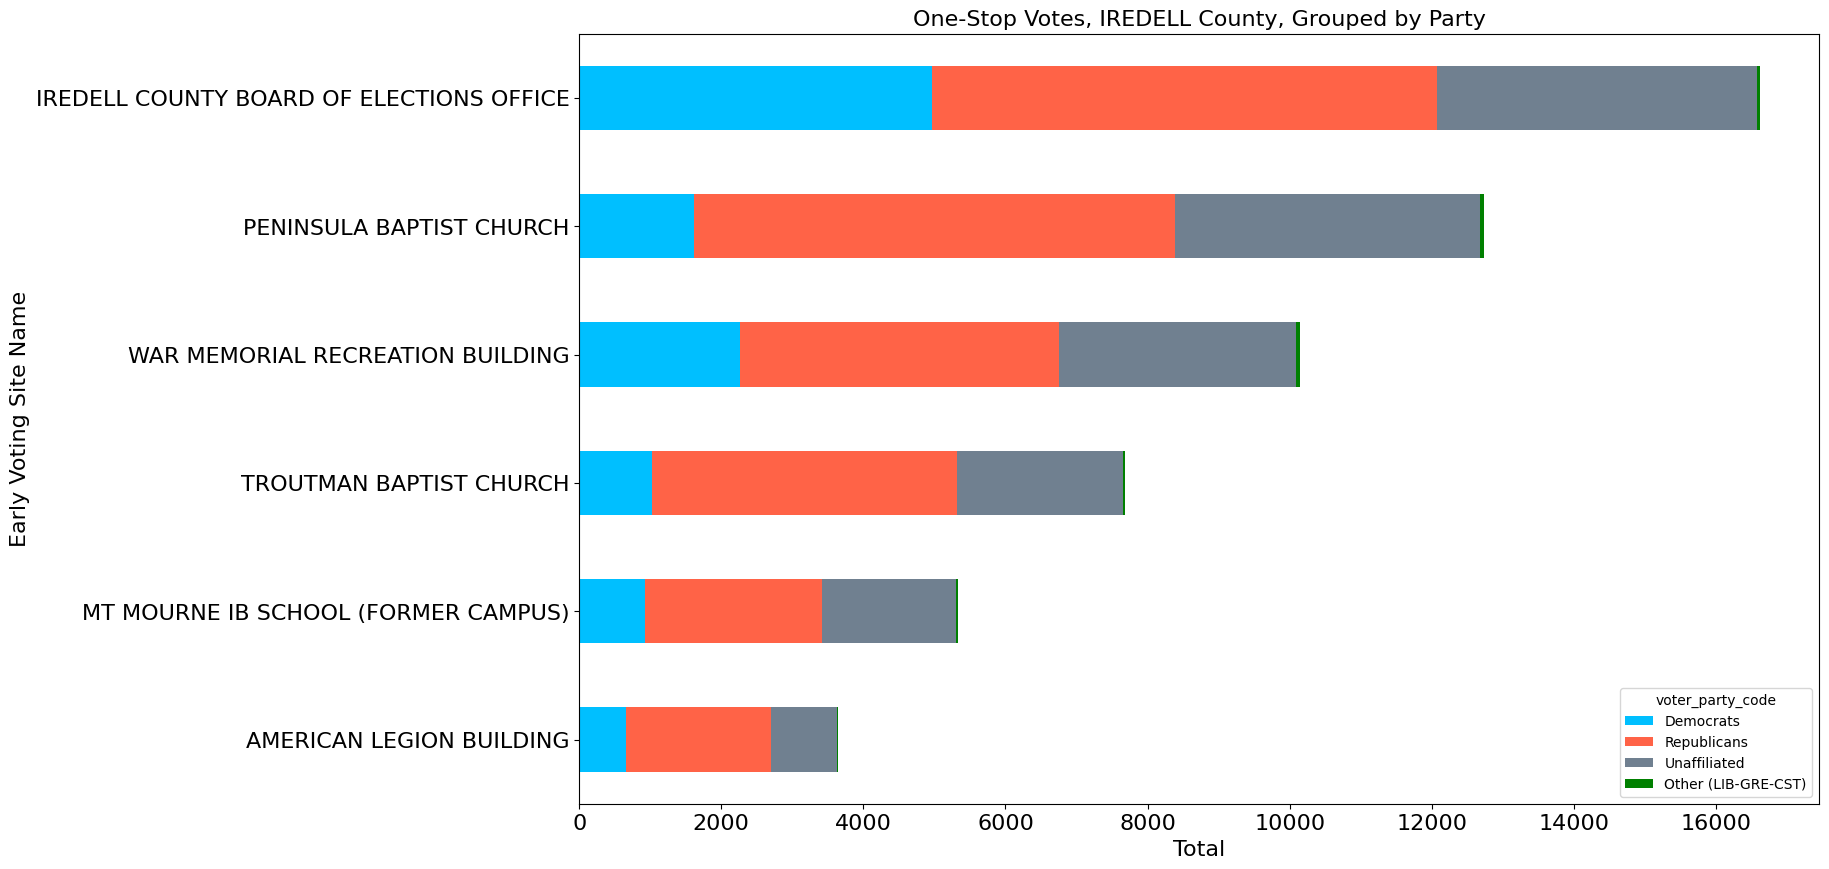 One-Stop Votes, IREDELL County, Grouped by Party
Early Voting Site Name
IREDELL COUNTY BOARD OF ELECTIONS OFFICE
PENINSULA BAPTIST CHURCH
WAR MEMORIAL RECREATION BUILDING
TROUTMAN BAPTIST CHURCH
MT MOURNE IB SCHOOL (FORMER CAMPUS)
AMERICAN LEGION BUILDING
voter_party_code
Democrats
Republicans
Unaffiliated
Other (LIB-GRE-CST)
0 2000 4000 6000 8000 10000 12000 14000 16000
Total